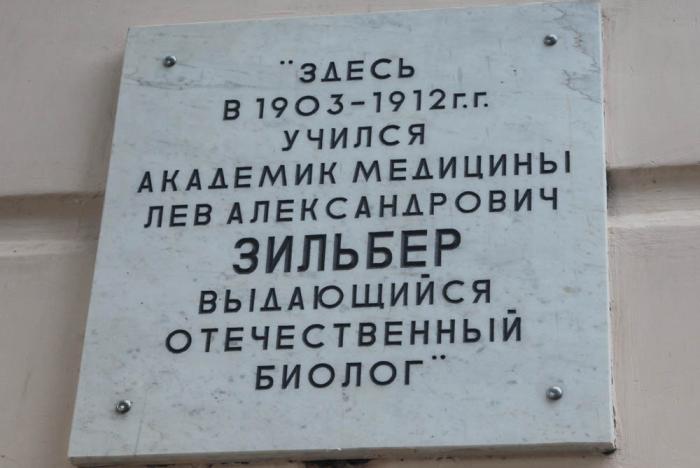 "ЗДЕСЬ
В 1903-1912 г.г.
УЧИЛСЯ
АКАДЕМИК МЕДИЦИНЫ
ЛЕВ АЛЕКСАНДРОВИЧ
ЗИЛЬБЕР
ВЫДАЮЩИЙСЯ
ОТЕЧЕСТВЕННЫЙ
БИОЛОГ"